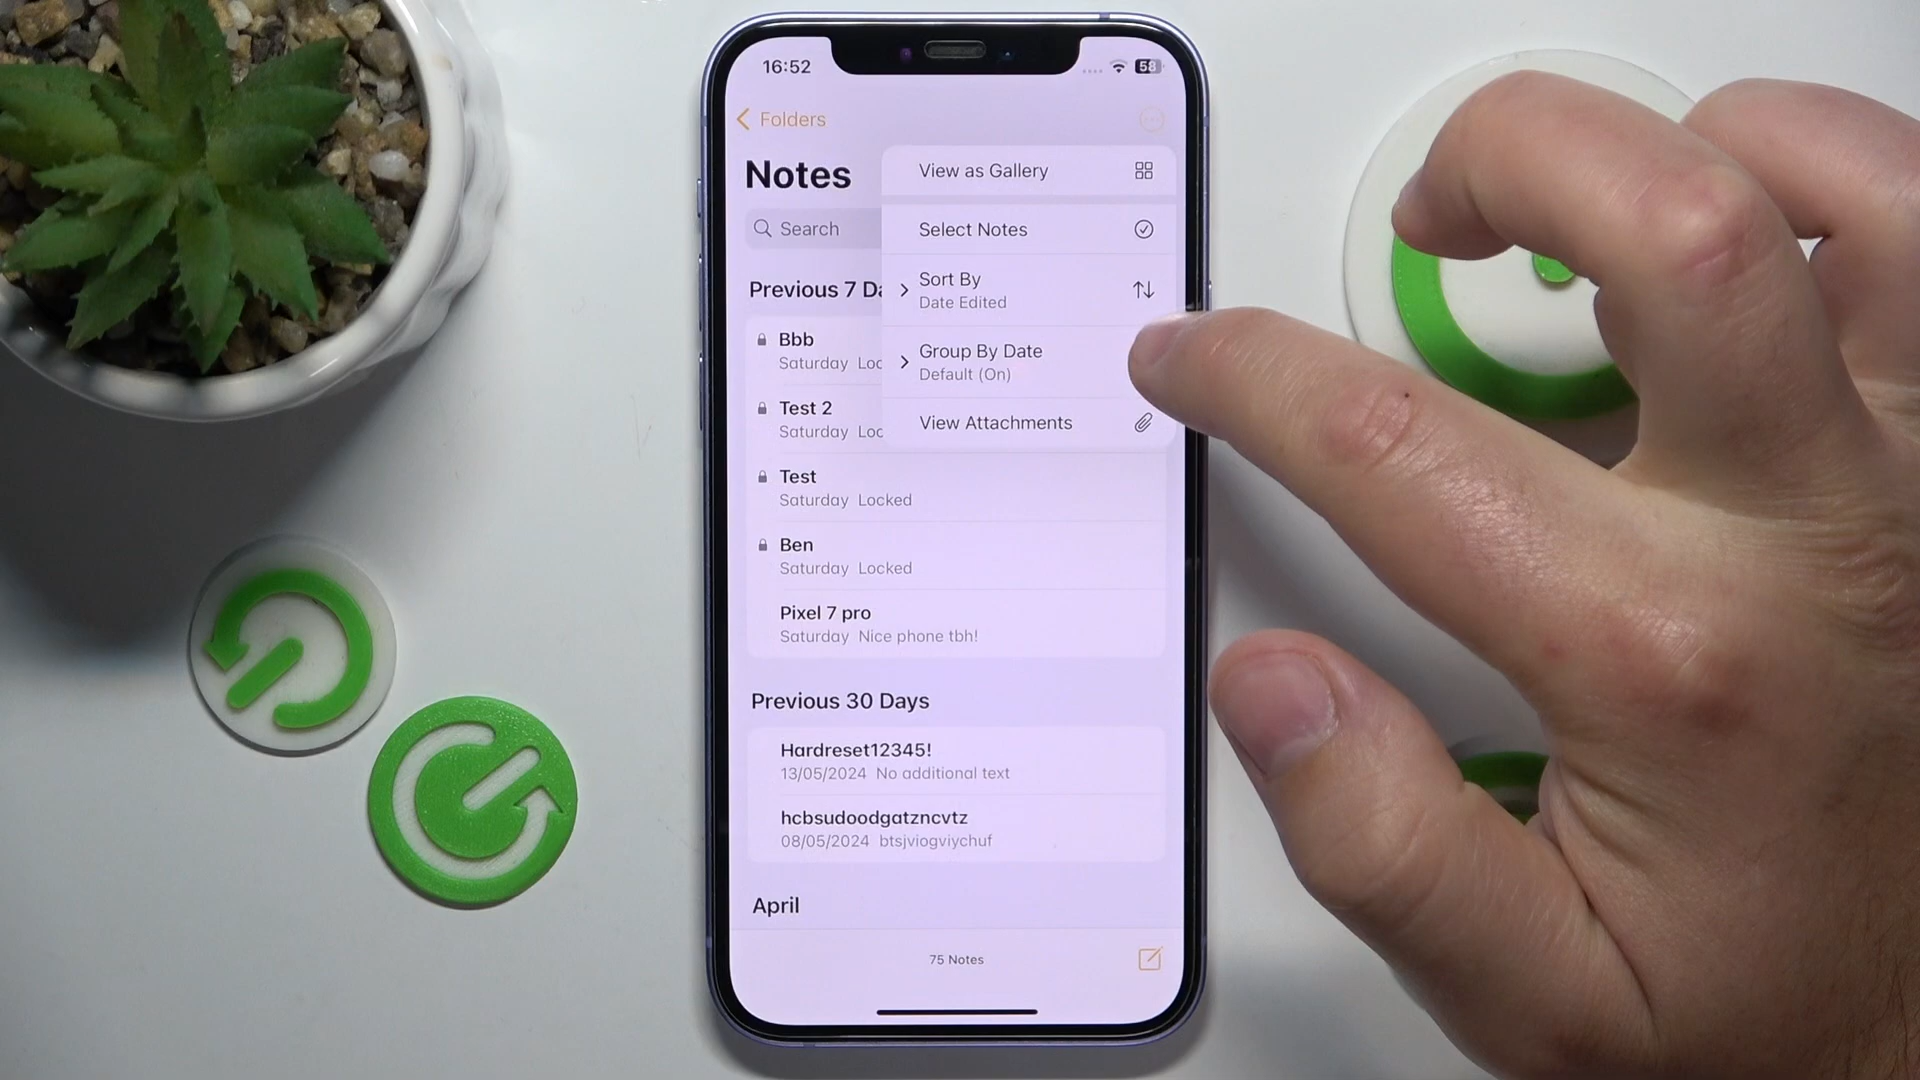 16:52
58
Folders
Notes
View as Gallery
Search
Select Notes
Sort By
Date Edited
Previous 7 Da
Group By Date
Default (On)
View Attachments
Bbb
Saturday Loc
Test 2
Saturday Loc
Test
Saturday Locked
Ben
Saturday Locked
Pixel 7 pro
Saturday Nice phone tbh!
Previous 30 Days
Hardreset12345!
13/05/2024 No additional text
hcbsudoodgatzncvtz
08/05/2024 btsjviogviychuf
April
75 Notes